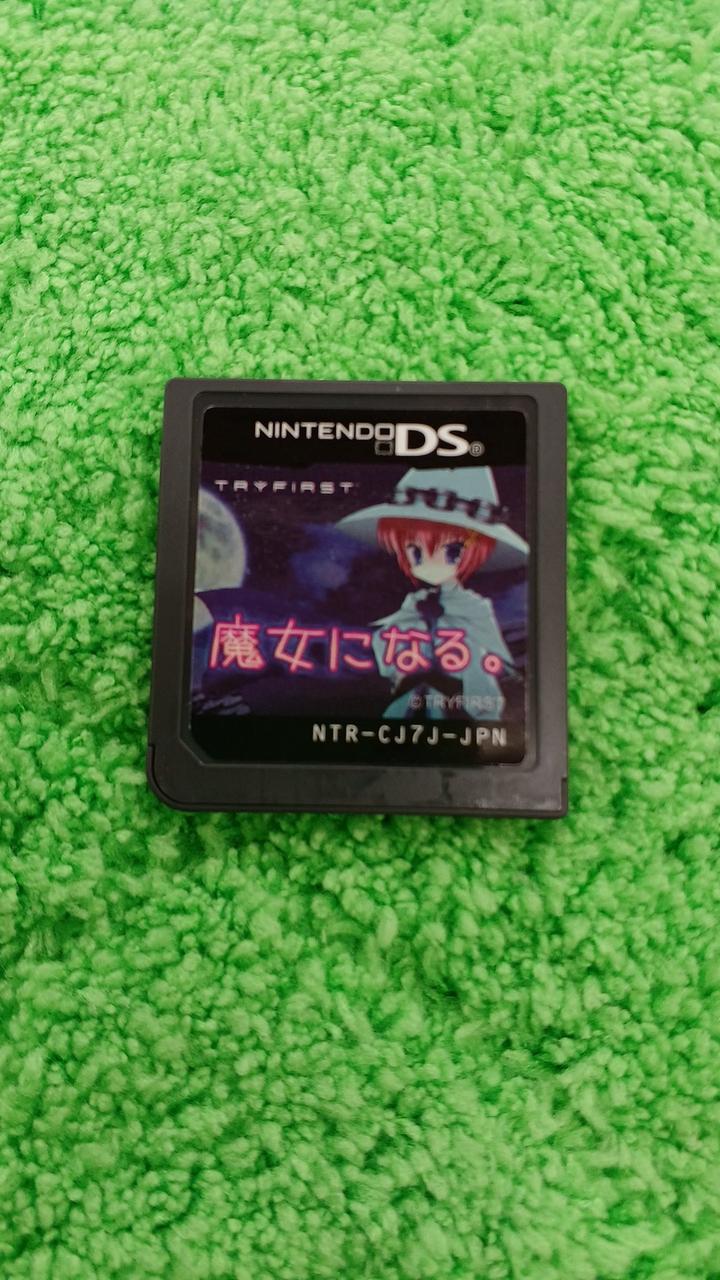 NINTENDO DS®
TRYFIRST
魔女になる。
©TRYFIRST
NTR-CJ7J-JPN